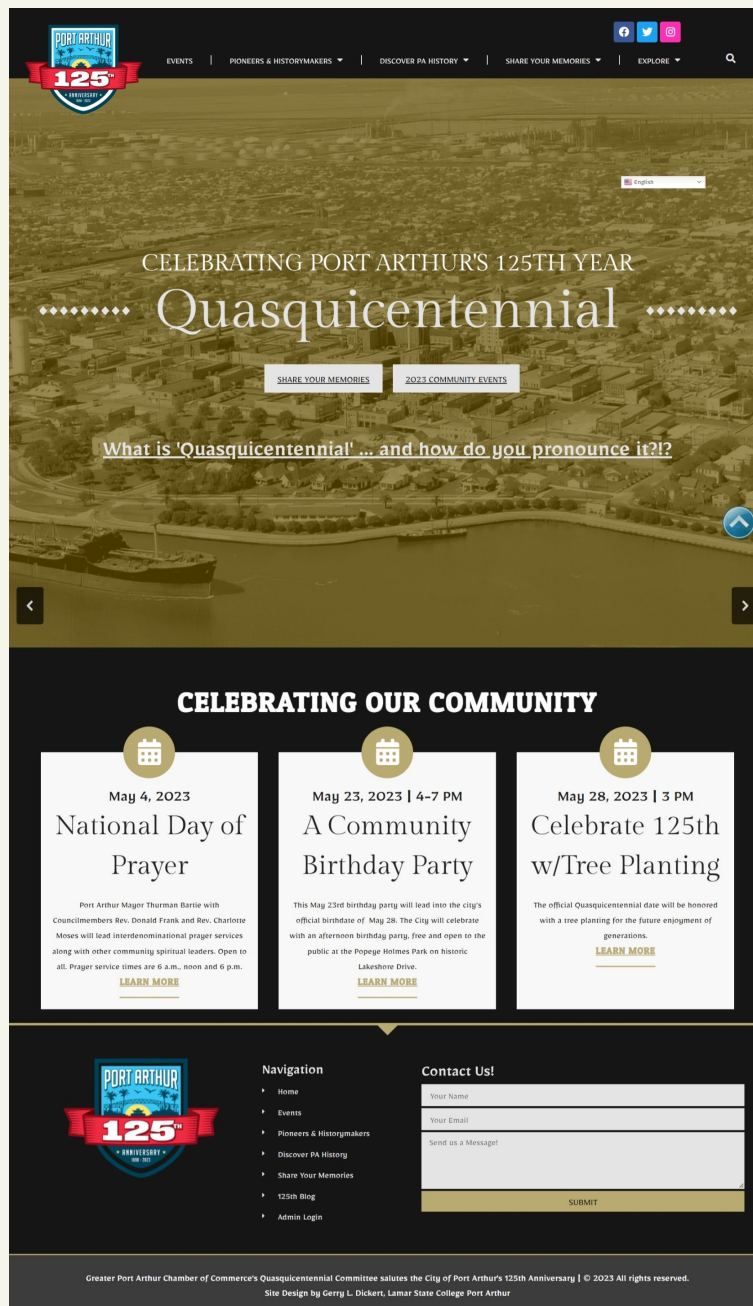 PORT ARTHUR
125TH
ANNIVERSARY
1898 - 2023
EVENTS
PIONEERS & HISTORYMAKERS
DISCOVER PA HISTORY
SHARE YOUR MEMORIES
EXPLORE
English
CELEBRATING PORT ARTHUR'S 125TH YEAR
Quasquicentennial
SHARE YOUR MEMORIES
2023 COMMUNITY EVENTS
What is 'Quasquicentennial' ... and how do you pronounce it?!?
CELEBRATING OUR COMMUNITY
May 4, 2023
National Day of
Prayer
Port Arthur Mayor Thurman Bartie with
Councilmembers Rev. Donald Frank and Rev. Charlotte
Moses will lead interdenominational prayer services
along with other community spiritual leaders. Open to
all. Prayer service times are 6 a.m., noon and 6 p.m.
LEARN MORE
May 23, 2023 | 4-7 PM
A Community
Birthday Party
This May 23rd birthday party will lead into the city's
official birthdate of May 28. The City will celebrate
with an afternoon birthday party, free and open to the
public at the Popeye Holmes Park on historic
Lakeshore Drive.
LEARN MORE
May 28, 2023 | 3 PM
Celebrate 125th
w/Tree Planting
The official Quasquicentennial date will be honored
with a tree planting for the future enjoyment of
generations.
LEARN MORE
PORT ARTHUR
125TH
ANNIVERSARY
1898 - 2023
Navigation
Home
Events
Pioneers & Historymakers
Discover PA History
Share Your Memories
125th Blog
Admin Login
Contact Us!
Your Name
Your Email
Send us a Message!
SUBMIT
Greater Port Arthur Chamber of Commerce's Quasquicentennial Committee salutes the City of Port Arthur's 125th Anniversary | © 2023 All rights reserved.
Site Design by Gerry L. Dickert, Lamar State College Port Arthur